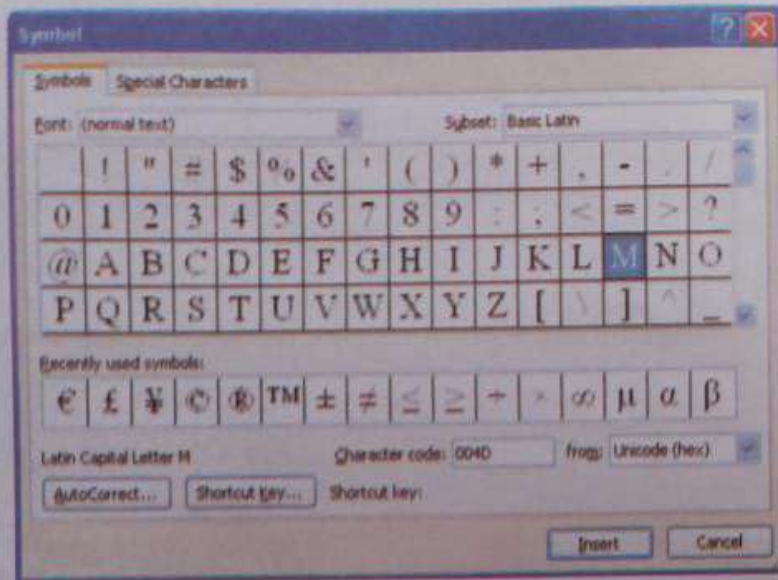 Symbol
Symbols Special Characters
Font: (normal text) Subset: Basic Latin
! " # $ % & ' ( ) * + , - . /
0 1 2 3 4 5 6 7 8 9 : ; < = > ?
@ A B C D E F G H I J K L M N O
P Q R S T U V W X Y Z [ \ ] ^ _
Recently used symbols:
€ £ ¥ © ® ™ ± ≠ ≤ ≥ ÷ × ∞ µ α β
Latin Capital Letter M Character code: 004D from: Unicode (hex)
AutoCorrect... Shortcut Key... Shortcut key:
Insert Cancel